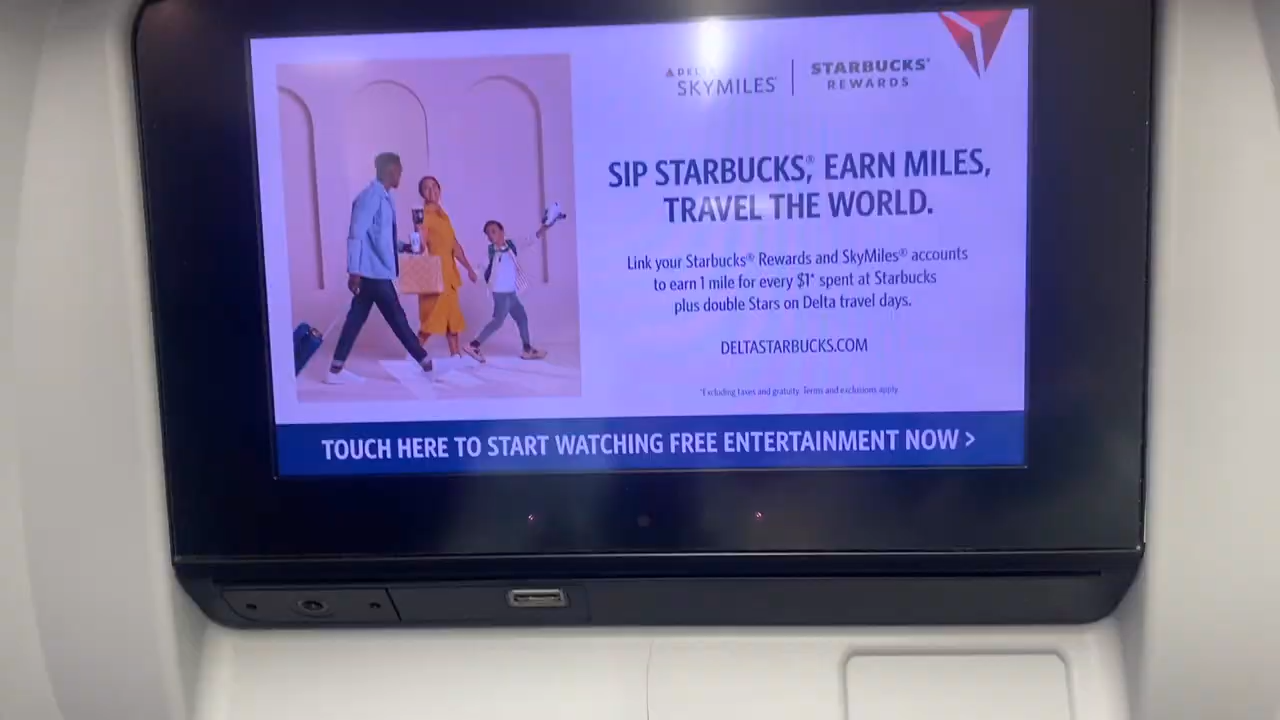 DELTA
SKYMILES®
STARBUCKS®
REWARDS
SIP STARBUCKS®, EARN MILES,
TRAVEL THE WORLD.
Link your Starbucks® Rewards and SkyMiles® accounts
to earn 1 mile for every $1* spent at Starbucks
plus double Stars on Delta travel days.
DELTASTARBUCKS.COM
*Excluding taxes and gratuity. Terms and exclusions apply.
TOUCH HERE TO START WATCHING FREE ENTERTAINMENT NOW >